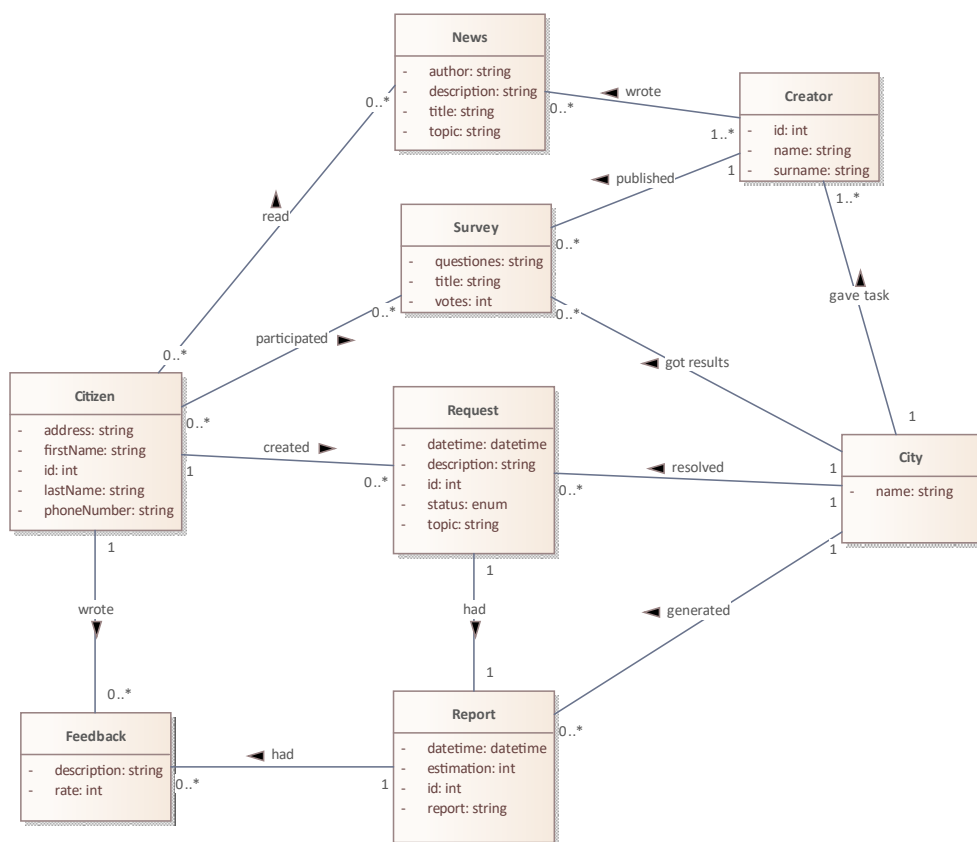 News
- author: string
- description: string
- title: string
- topic: string
0..*
wrote
0..*
Creator
- id: int
- name: string
- surname: string
1..*
1
1..*
published
read
Survey
- questiones: string
- title: string
- votes: int
0..*
0..*
0..*
gave task
participated
0..*
got results
Citizen
- address: string
- firstName: string
- id: int
- lastName: string
- phoneNumber: string
0..*
1
created
0..*
Request
- datetime: datetime
- description: string
- id: int
- status: enum
- topic: string
resolved
0..*
1
City
- name: string
1
1
1
1
wrote
0..*
1
had
1
generated
0..*
Feedback
- description: string
- rate: int
had
0..*
1
Report
- datetime: datetime
- estimation: int
- id: int
- report: string